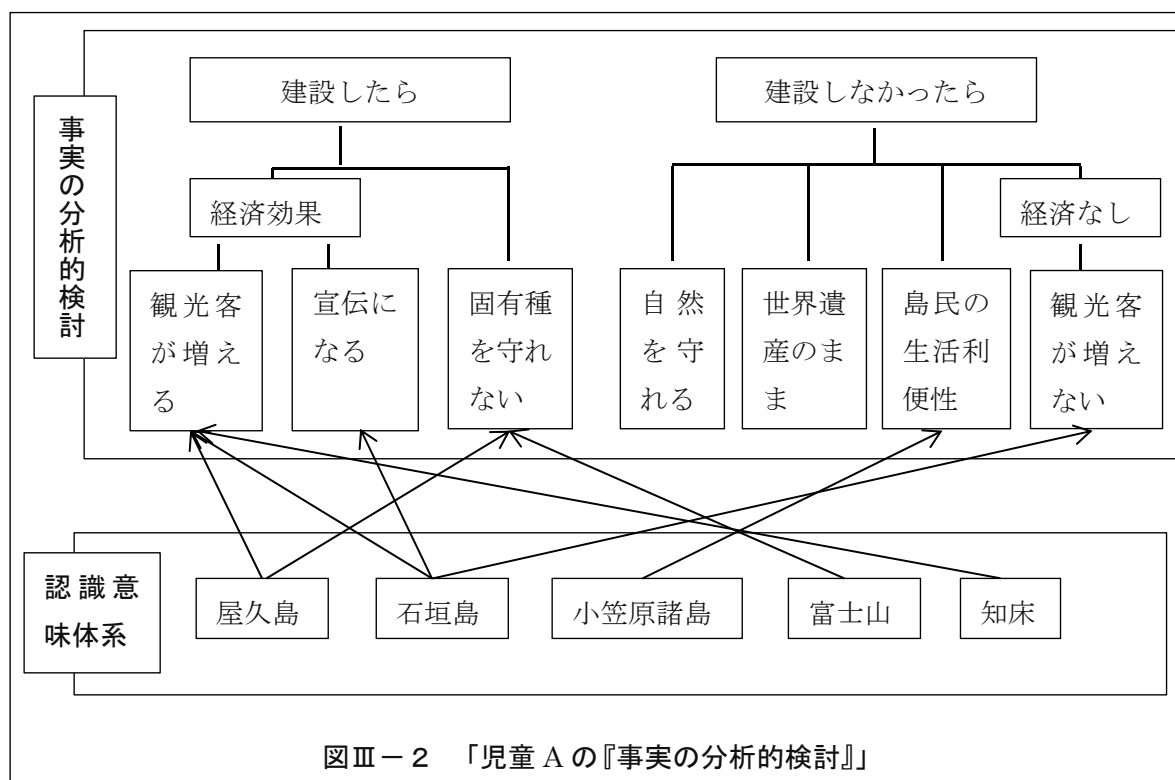 建設したら
建設しなかったら
事実の分析的検討
経済効果
経済なし
観光客
が増え
る
宣伝に
なる
固有種
を守れ
ない
自然
を守
れる
世界遺
産のま
ま
島民の
生活利
便性
観光客
が増え
ない
認識意
味体系
屋久島
石垣島
小笠原諸島
富士山
知床
図Ⅲ-2 「児童Aの『事実の分析的検討』」